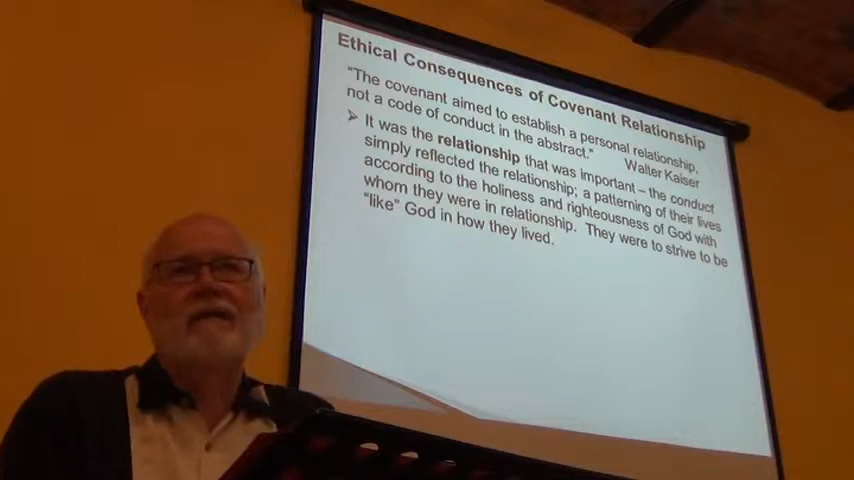 Ethical Consequences of Covenant Relationship
"The covenant aimed to establish a personal relationship,
not a code of conduct in the abstract." Walter Kaiser
➢ It was the relationship that was important – the conduct
simply reflected the relationship; a patterning of their lives
according to the holiness and righteousness of God with
whom they were in relationship. They were to strive to be
"like" God in how they lived.